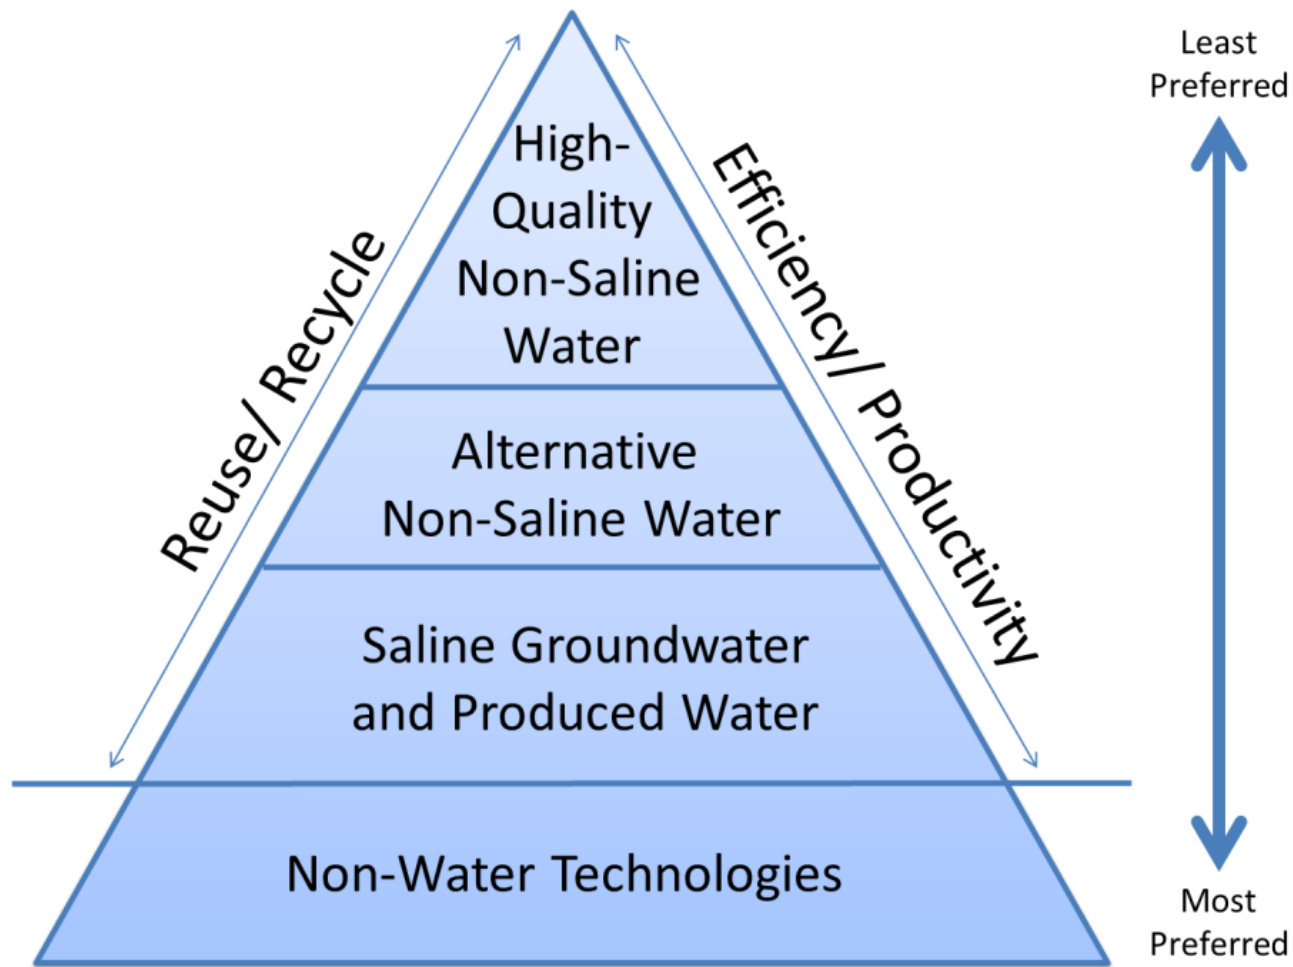 Least
Preferred
High-
Quality
Non-Saline
Water
Reuse/ Recycle
Efficiency/ Productivity
Alternative
Non-Saline Water
Saline Groundwater
and Produced Water
Non-Water Technologies
Most
Preferred